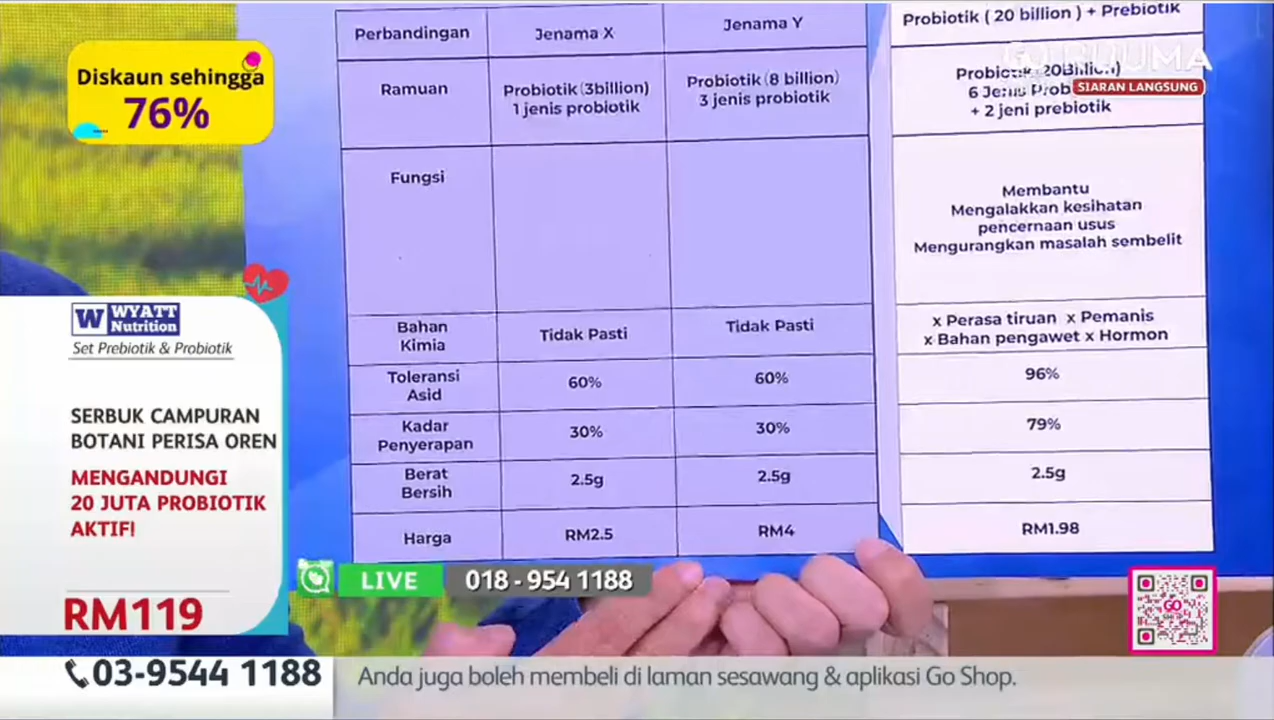 Diskaun sehingga
76%
WYATT
Nutrition
Set Prebiotik & Probiotik
SERBUK CAMPURAN
BOTANI PERISA OREN
MENGANDUNGI
20 JUTA PROBIOTIK
AKTIF!
RM119
03-9544 1188
Perbandingan
Jenama X
Jenama Y
Probiotik ( 20 billion ) + Prebiotik
Ramuan
Probiotik (3billion)
1 jenis probiotik
Probiotik (8 billion)
3 jenis probiotik
6 Jenis
+ 2 jeni prebiotik
SIARAN LANGSUNG
Fungsi
Membantu
Mengalakkan kesihatan
pencernaan usus
Mengurangkan masalah sembelit
Bahan
Kimia
Tidak Pasti
Tidak Pasti
x Perasa tiruan x Pemanis
x Bahan pengawet x Hormon
Toleransi
Asid
60%
60%
96%
Kadar
Penyerapan
30%
30%
79%
Berat
Bersih
2.5g
2.5g
2.5g
Harga
RM2.5
RM4
RM1.98
LIVE
018 - 954 1188
GO
Anda juga boleh membeli di laman sesawang & aplikasi Go Shop.